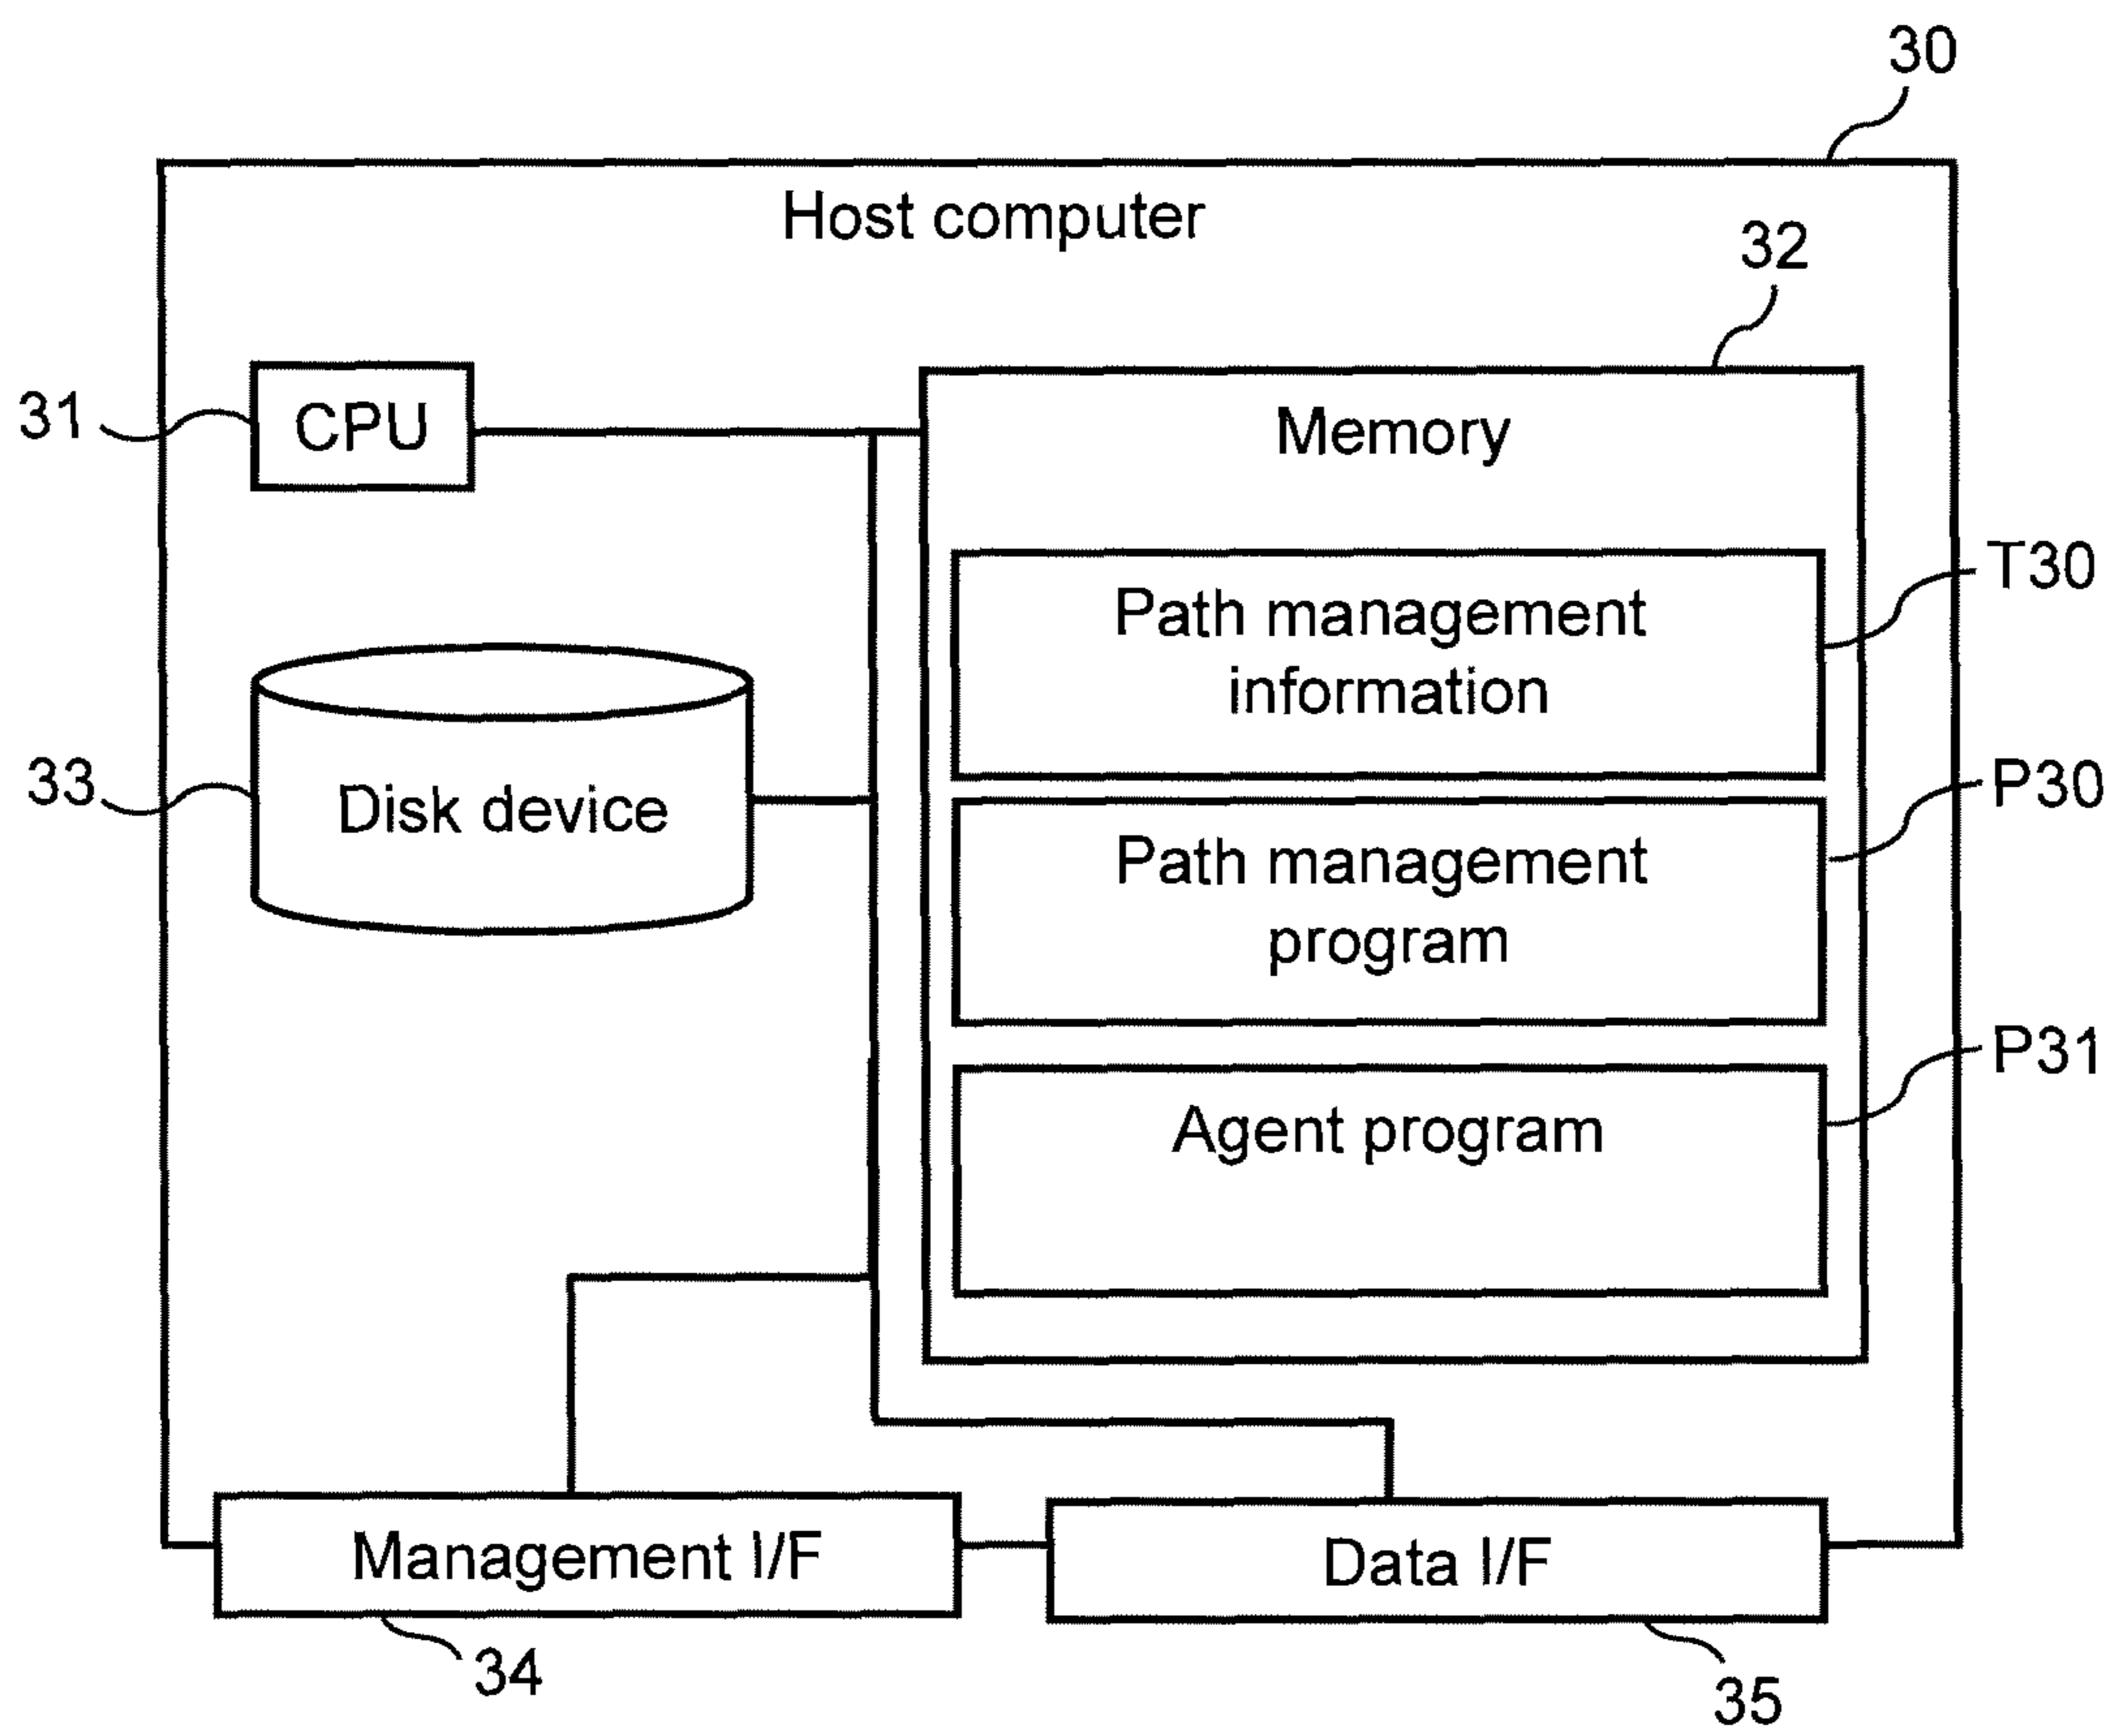 30
Host computer
32
31
CPU
Memory
T30
Path management
information
33
Disk device
P30
Path management
program
P31
Agent program
Management I/F
Data I/F
34
35